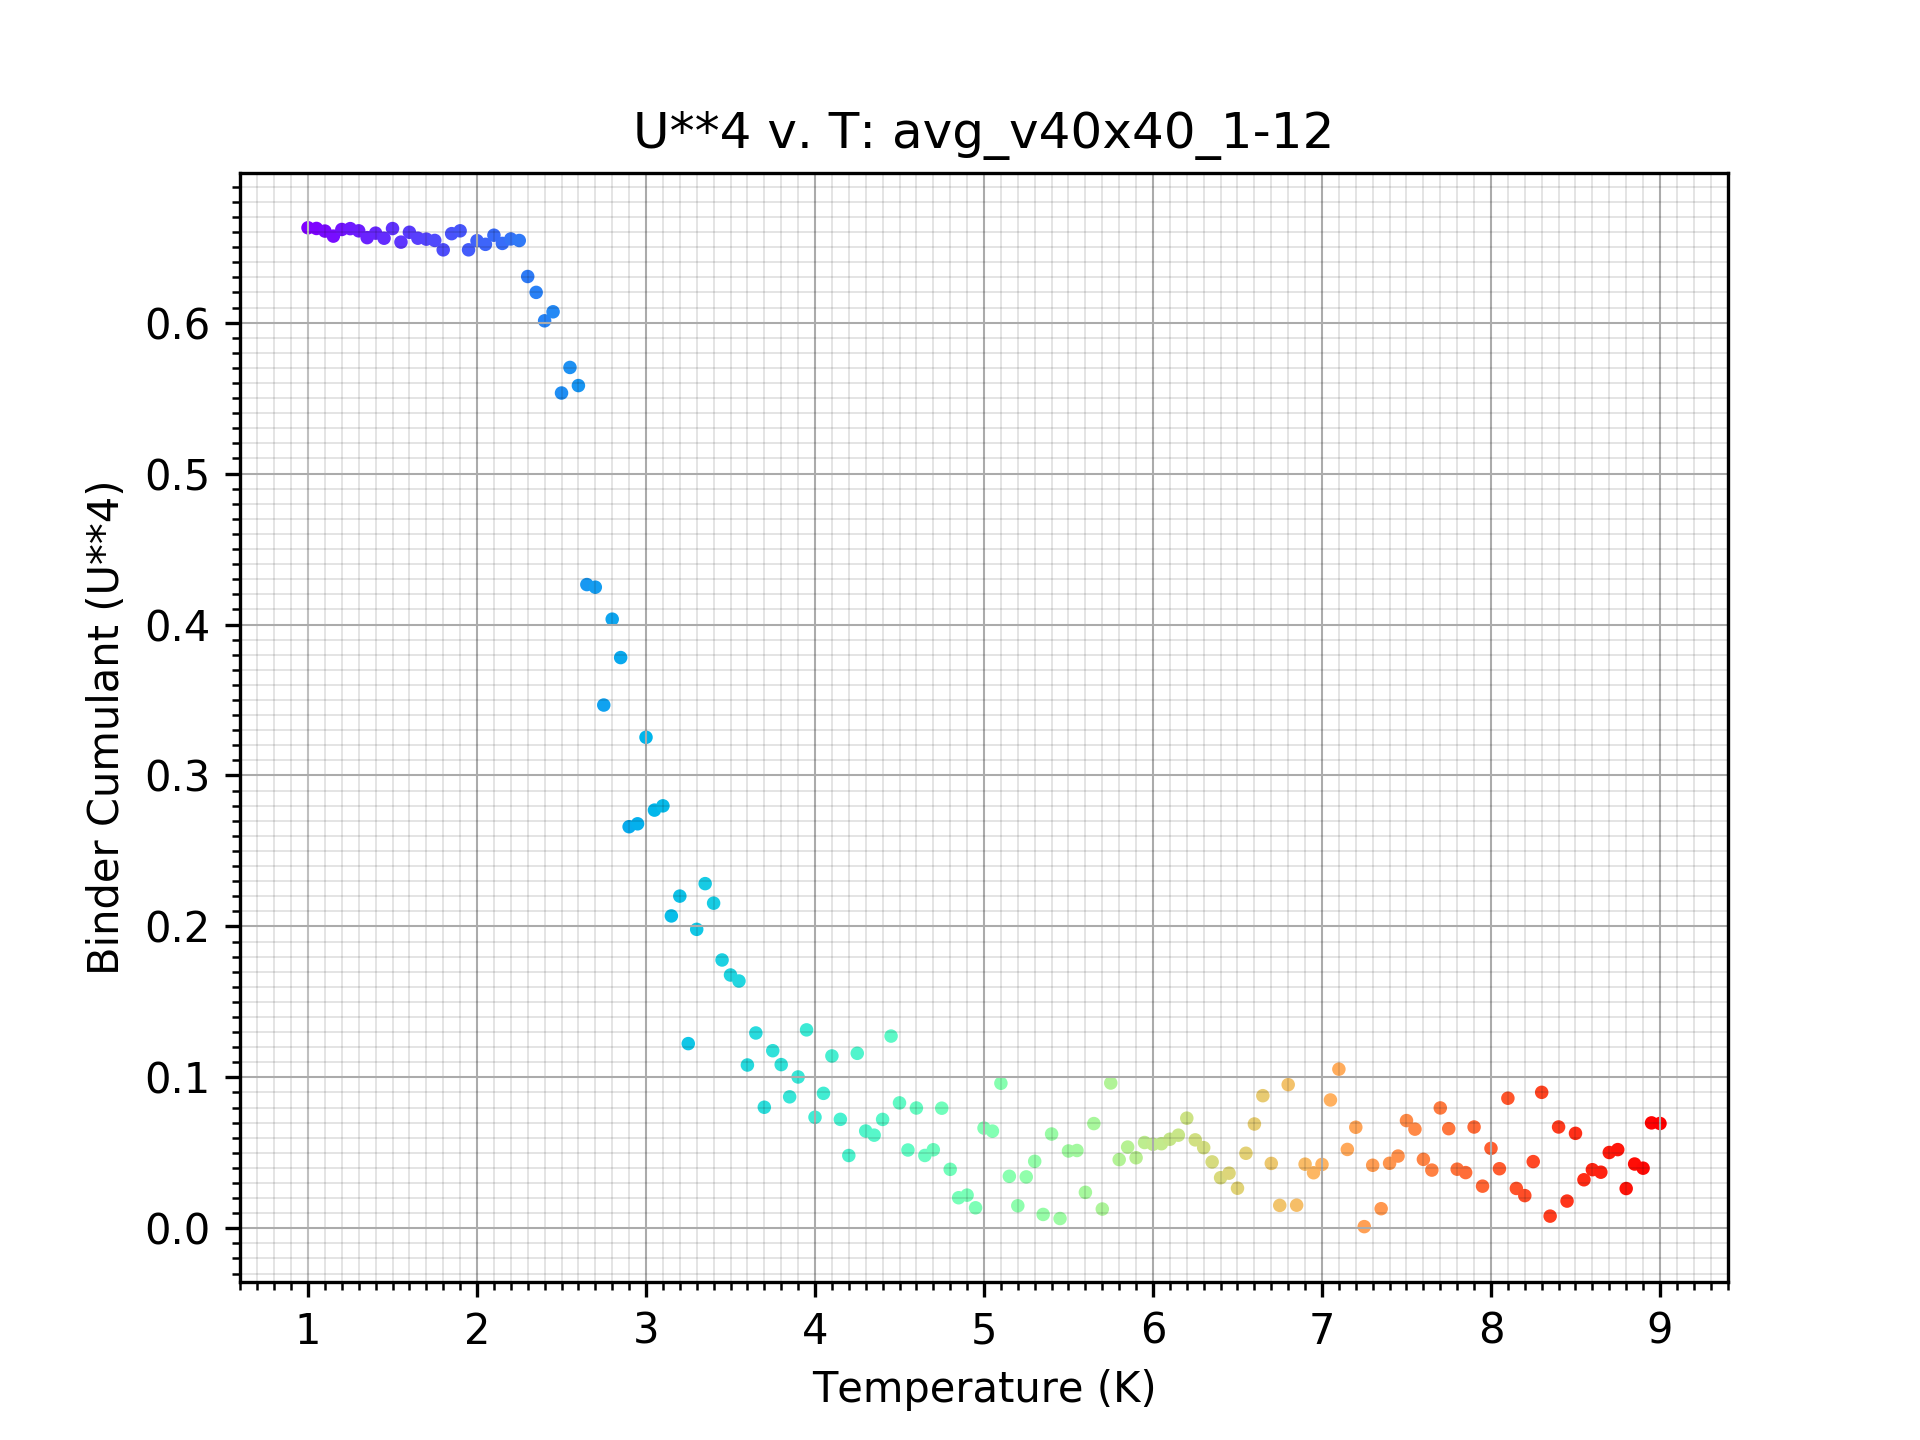 U**4 v. T: avg_v40x40_1-12
Binder Cumulant (U**4)
0.6
0.5
0.4
0.3
0.2
0.1
0.0
1 2 3 4 5 6 7 8 9
Temperature (K)